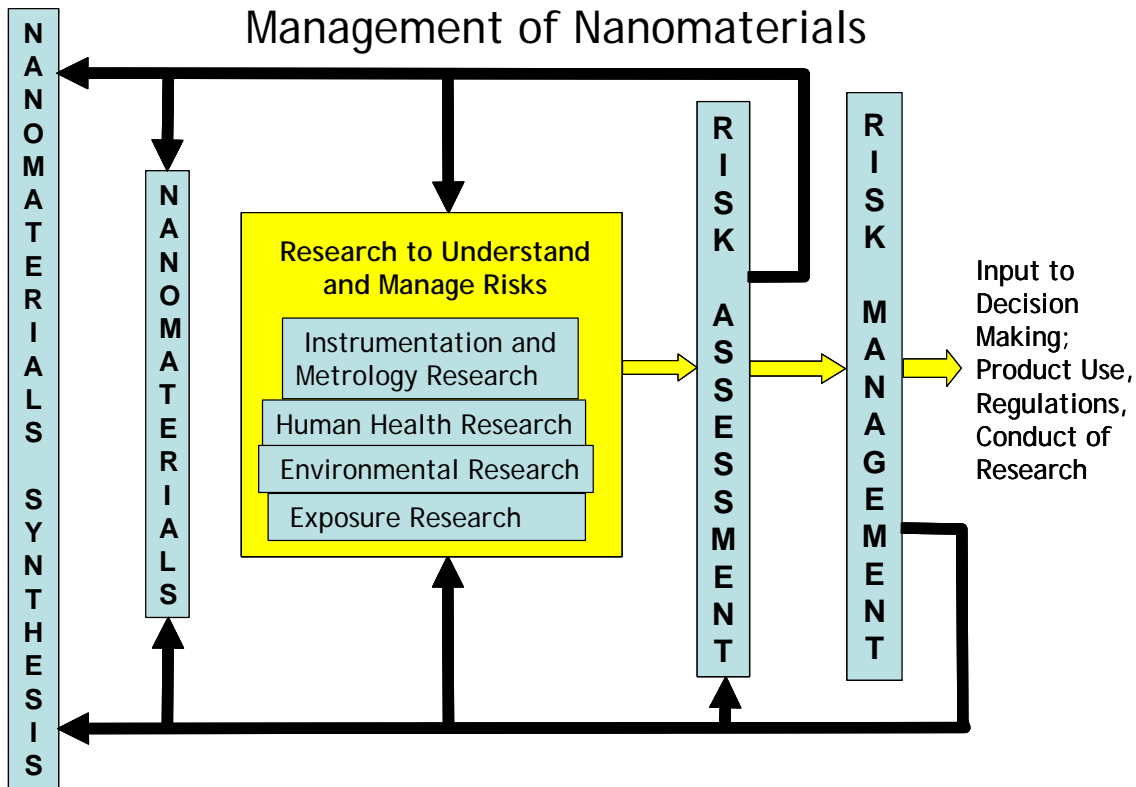 Management of Nanomaterials
NANOMATERIALS SYNTHESIS
NANOMATERIALS
Research to Understand
and Manage Risks
Instrumentation and
Metrology Research
Human Health Research
Environmental Research
Exposure Research
RISK ASSESSMENT
RISK MANAGEMENT
Input to
Decision
Making;
Product Use,
Regulations,
Conduct of
Research